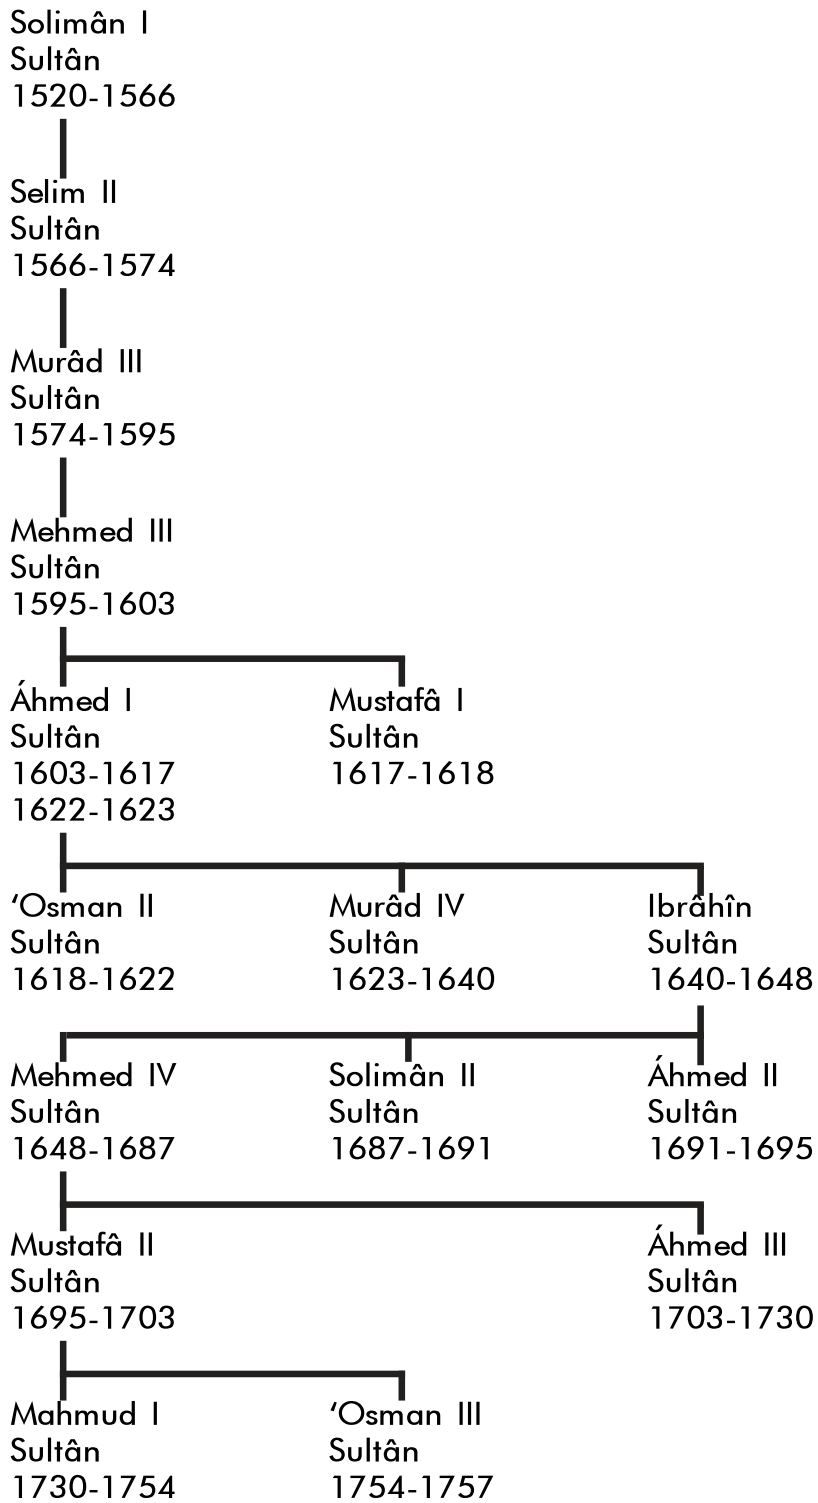 Solimân I
Sultân
1520-1566
Selim II
Sultân
1566-1574
Murâd III
Sultân
1574-1595
Mehmed III
Sultân
1595-1603
Áhmed I
Sultân
1603-1617
1622-1623
Mustafâ I
Sultân
1617-1618
‘Osman II
Sultân
1618-1622
Murâd IV
Sultân
1623-1640
Ibrâhîn
Sultân
1640-1648
Mehmed IV
Sultân
1648-1687
Solimân II
Sultân
1687-1691
Áhmed II
Sultân
1691-1695
Mustafâ II
Sultân
1695-1703
Áhmed III
Sultân
1703-1730
Mahmud I
Sultân
1730-1754
‘Osman III
Sultân
1754-1757